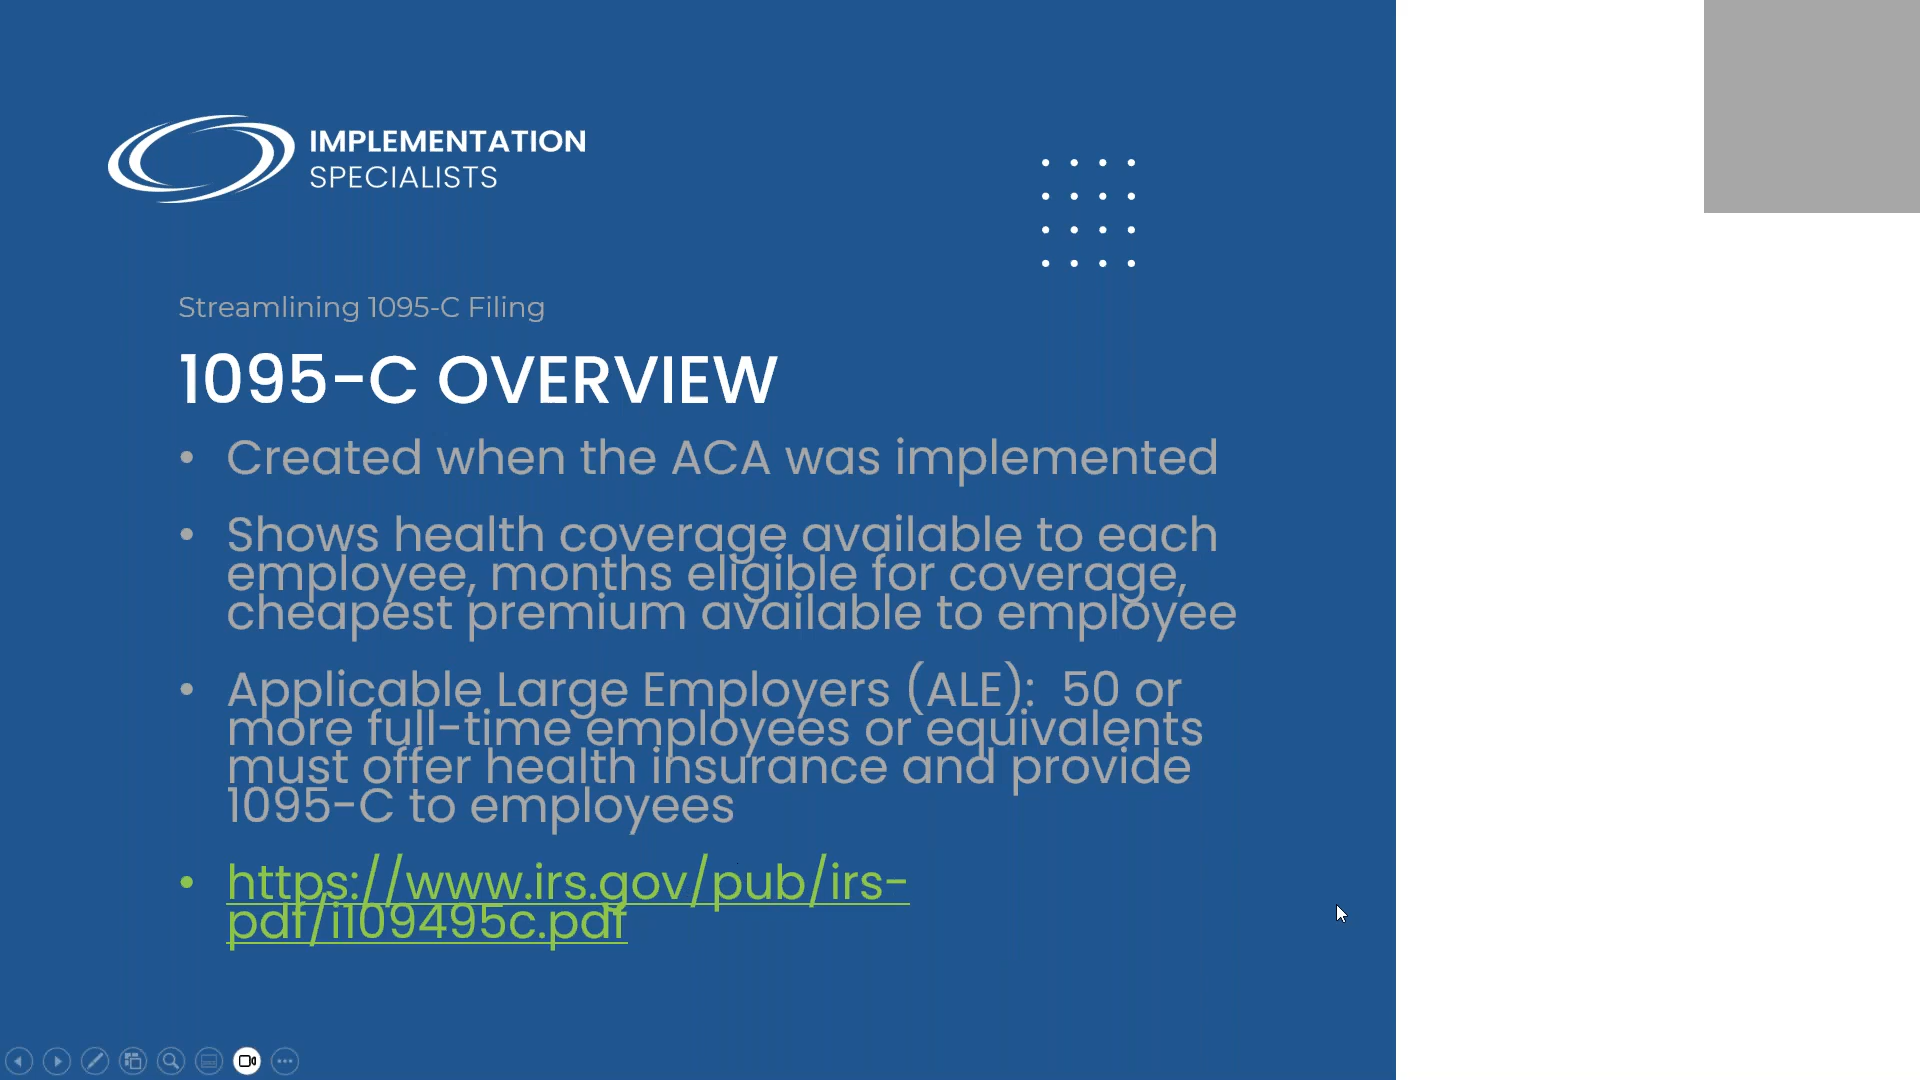 IMPLEMENTATION
SPECIALISTS
Streamlining 1095-C Filing
1095-C OVERVIEW
• Created when the ACA was implemented
• Shows health coverage available to each
employee, months eligible for coverage,
cheapest premium available to employee
• Applicable Large Employers (ALE):  50 or
more full-time employees or equivalents
must offer health insurance and provide
1095-C to employees
• https://www.irs.gov/pub/irs-
pdf/i109495c.pdf